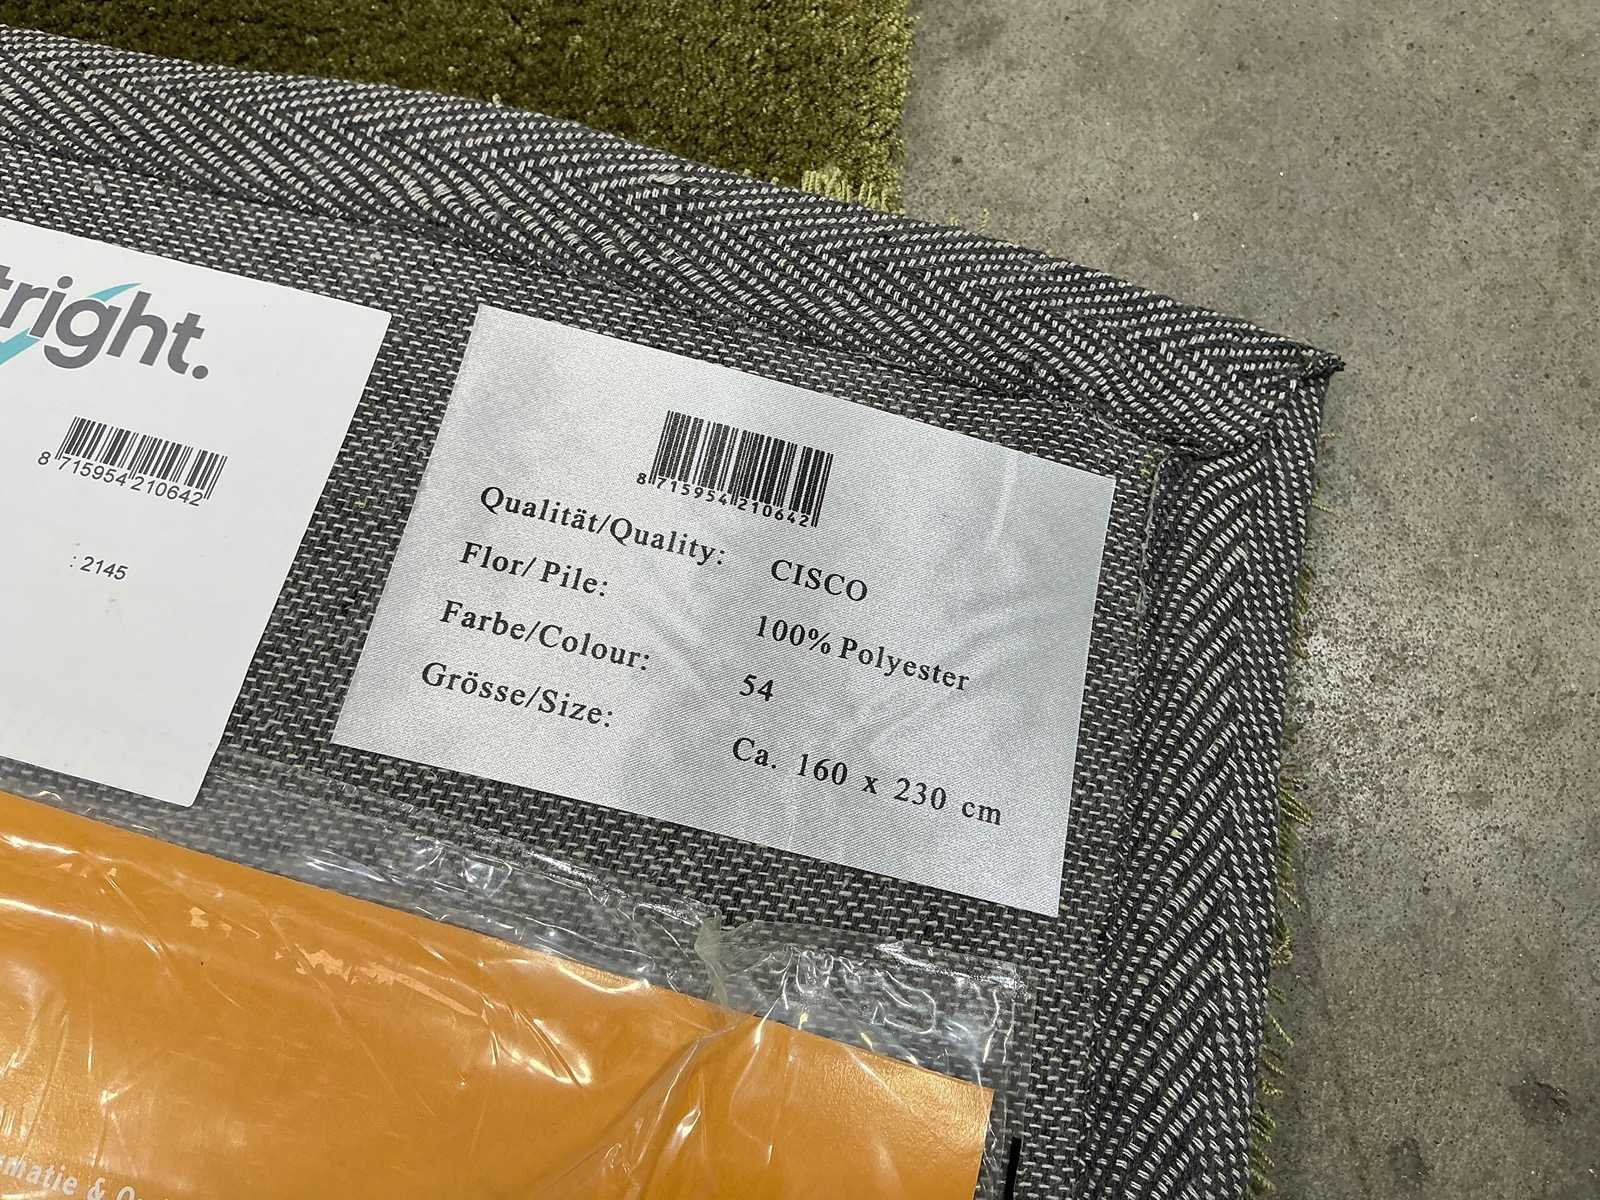 tright.
8 715954 210642
: 2145
8 715954 210642
Qualität/Quality: CISCO
Flor/ Pile: 100% Polyester
Farbe/Colour: 54
Grösse/Size: Ca. 160 x 230 cm
matie & O